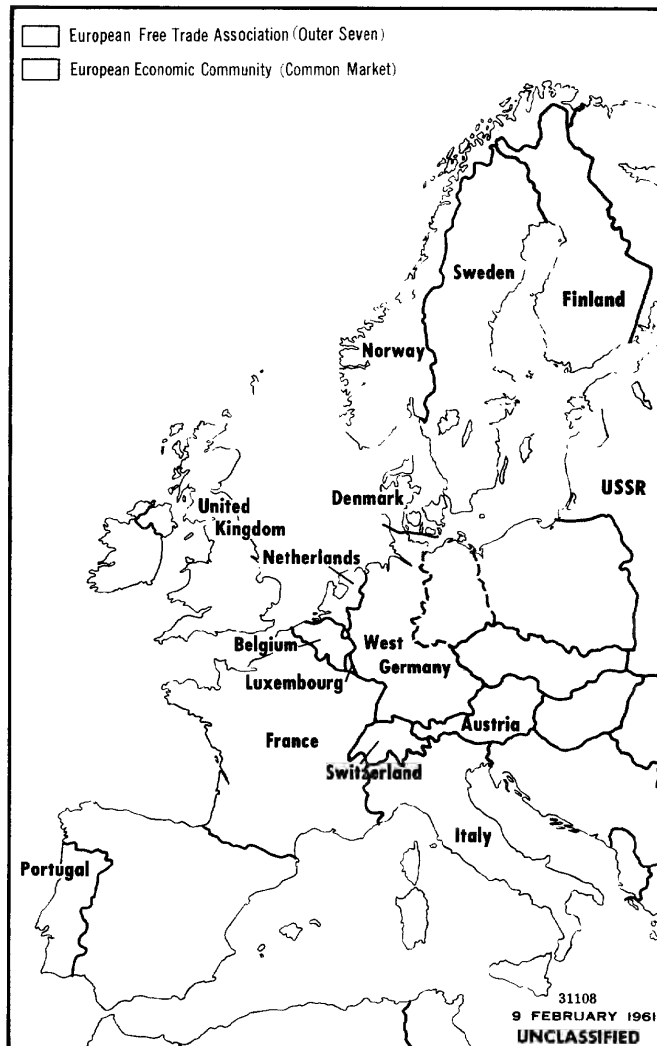 European Free Trade Association (Outer Seven)
European Economic Community (Common Market)
Sweden
Finland
Norway
USSR
Denmark
United
Kingdom
Netherlands
Belgium
West
Germany
Luxembourg
Austria
France
Switzerland
Italy
Portugal
31108
9 FEBRUARY 1961
UNCLASSIFIED